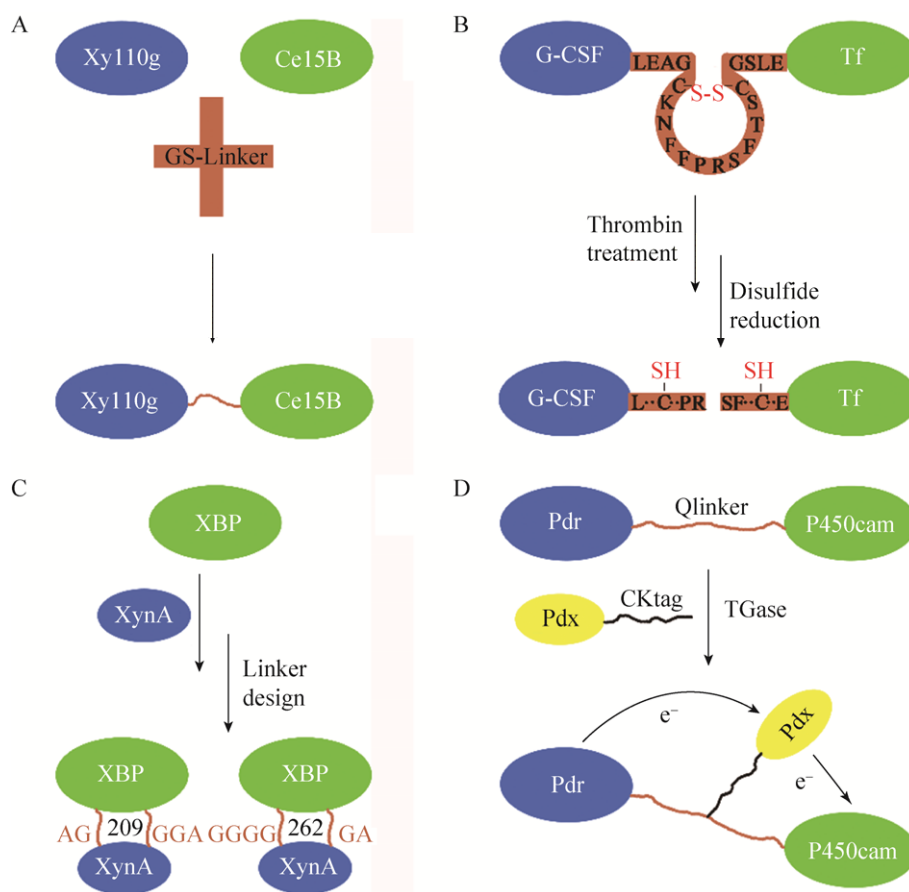 A
Xy110g
Ce15B
GS-Linker
Xy110g
Ce15B
B
G-CSF
LEAG
GSLE
Tf
C-S-S-C
KNFFPRSFTS
Thrombin
treatment
Disulfide
reduction
SH
SH
G-CSF
L··C··PR
SF··C··E
Tf
C
XBP
XynA
Linker
design
XBP
XBP
AG 209 GGA GGGG 262 GA
XynA
XynA
D
Pdr
Qlinker
P450cam
Pdx
CKtag
TGase
e⁻
Pdx
Pdr
e⁻
P450cam